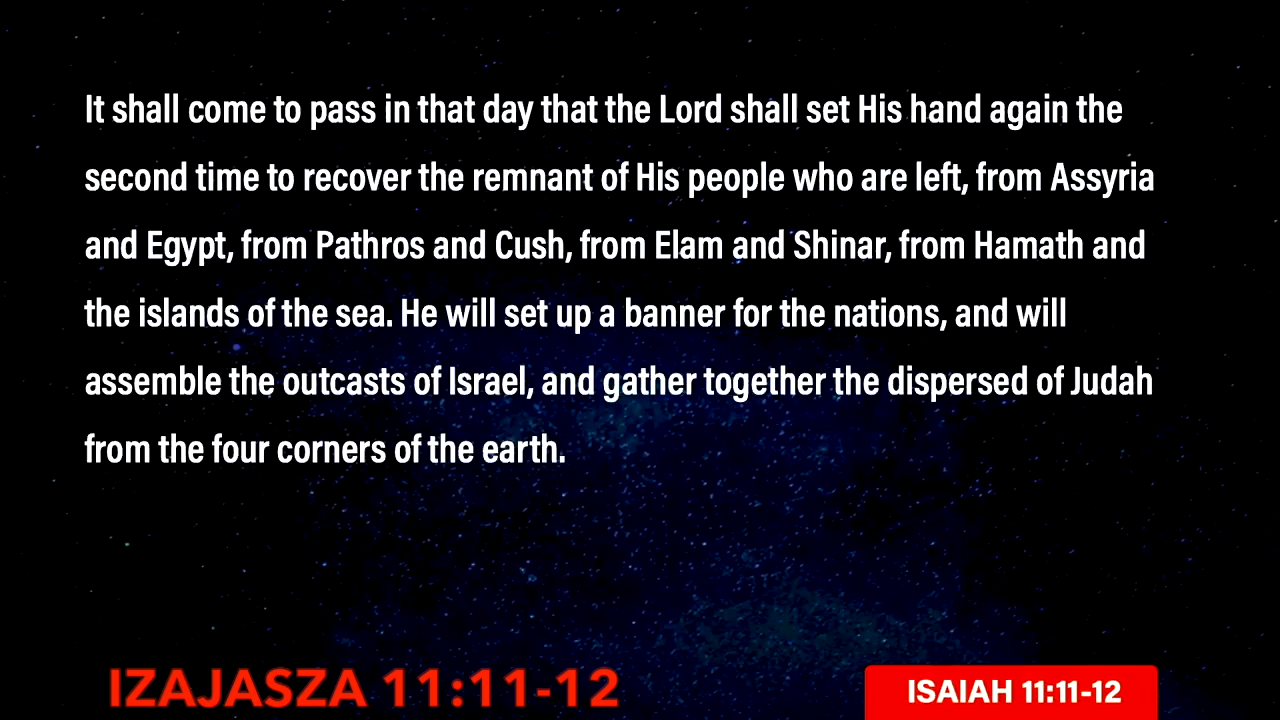 It shall come to pass in that day that the Lord shall set His hand again the
second time to recover the remnant of His people who are left, from Assyria
and Egypt, from Pathros and Cush, from Elam and Shinar, from Hamath and
the islands of the sea. He will set up a banner for the nations, and will
assemble the outcasts of Israel, and gather together the dispersed of Judah
from the four corners of the earth.
IZAJASZA 11:11-12
ISAIAH 11:11-12